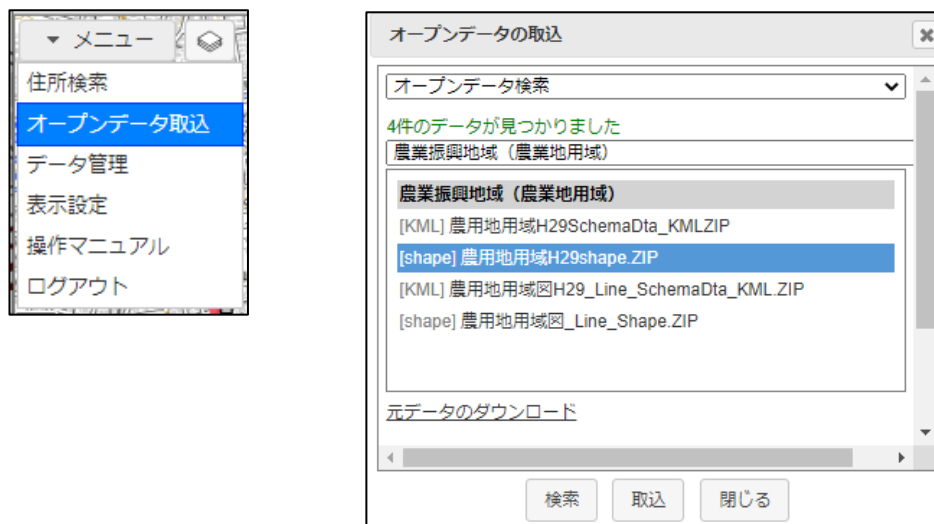 ▼ メニュー
住所検索
オープンデータ取込
データ管理
表示設定
操作マニュアル
ログアウト
オープンデータの取込
オープンデータ検索
4件のデータが見つかりました
農業振興地域（農業地用域）
農業振興地域（農業地用域）
[KML] 農用地用域H29SchemaDta_KMLZIP
[shape] 農用地用域H29shape.ZIP
[KML] 農用地用域図H29_Line_SchemaDta_KML.ZIP
[shape] 農用地用域図_Line_Shape.ZIP
元データのダウンロード
検索 取込 閉じる